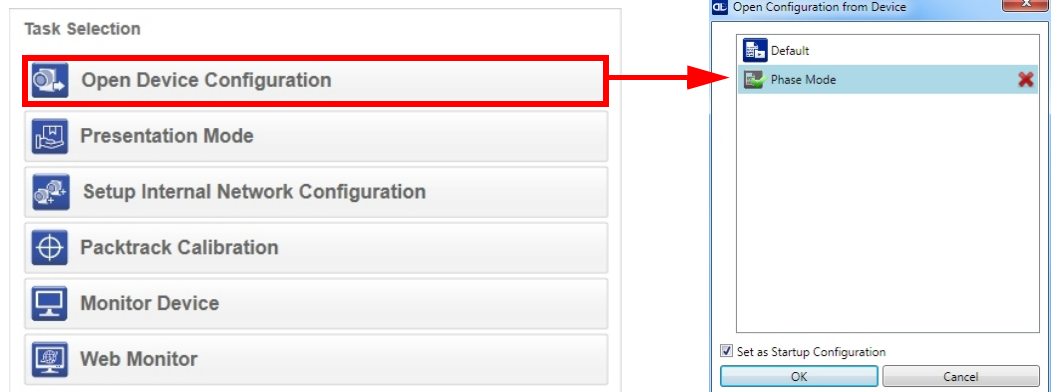 Task Selection
Open Device Configuration
Presentation Mode
Setup Internal Network Configuration
Packtrack Calibration
Monitor Device
Web Monitor
Open Configuration from Device
Default
Phase Mode
Set as Startup Configuration
OK
Cancel